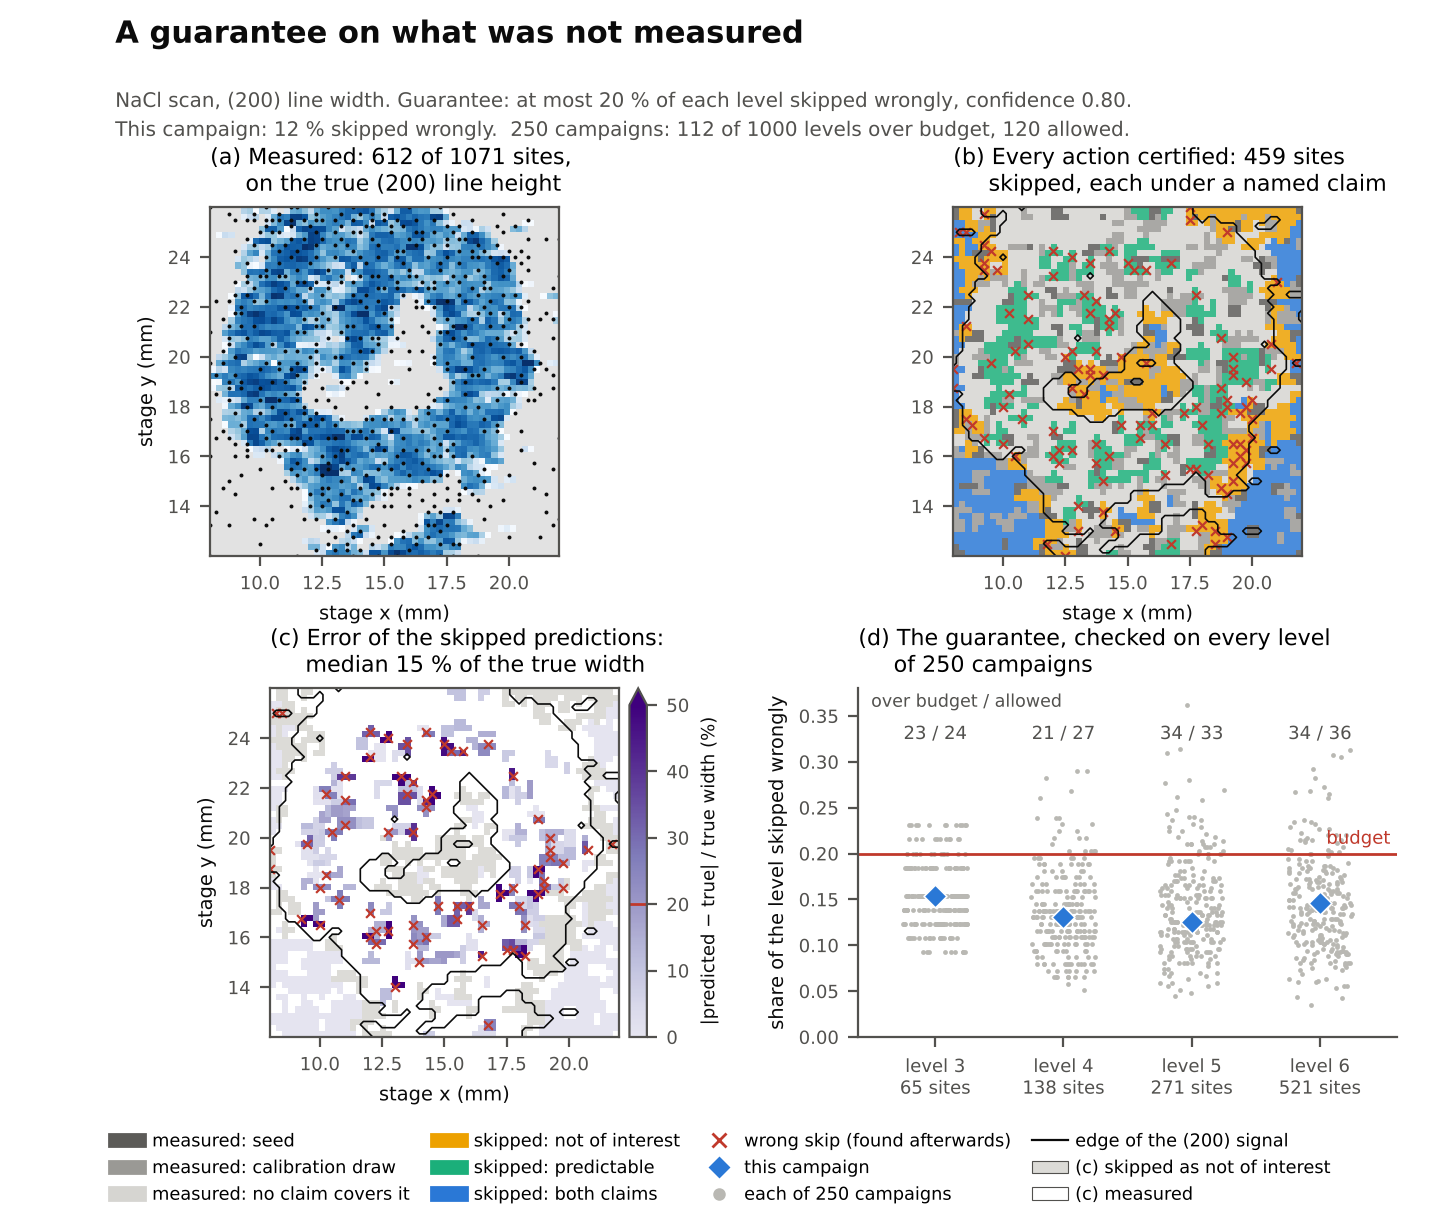 A guarantee on what was not measured
NaCl scan, (200) line width. Guarantee: at most 20 % of each level skipped wrongly, confidence 0.80.
This campaign: 12 % skipped wrongly.  250 campaigns: 112 of 1000 levels over budget, 120 allowed.
(a) Measured: 612 of 1071 sites,
on the true (200) line height
24
22
20
18
16
14
stage y (mm)
10.0 12.5 15.0 17.5 20.0
stage x (mm)
(b) Every action certified: 459 sites
skipped, each under a named claim
24
22
20
18
16
14
10.0 12.5 15.0 17.5 20.0
stage x (mm)
(c) Error of the skipped predictions:
median 15 % of the true width
24
22
20
18
16
14
stage y (mm)
10.0 12.5 15.0 17.5 20.0
stage x (mm)
50
40
30
20
10
0
|predicted − true| / true width (%)
(d) The guarantee, checked on every level
of 250 campaigns
over budget / allowed
23 / 24 21 / 27 34 / 33 34 / 36
budget
0.35
0.30
0.25
0.20
0.15
0.10
0.05
0.00
share of the level skipped wrongly
level 3 level 4 level 5 level 6
65 sites 138 sites 271 sites 521 sites
measured: seed
measured: calibration draw
measured: no claim covers it
skipped: not of interest
skipped: predictable
skipped: both claims
wrong skip (found afterwards)
this campaign
each of 250 campaigns
edge of the (200) signal
(c) skipped as not of interest
(c) measured